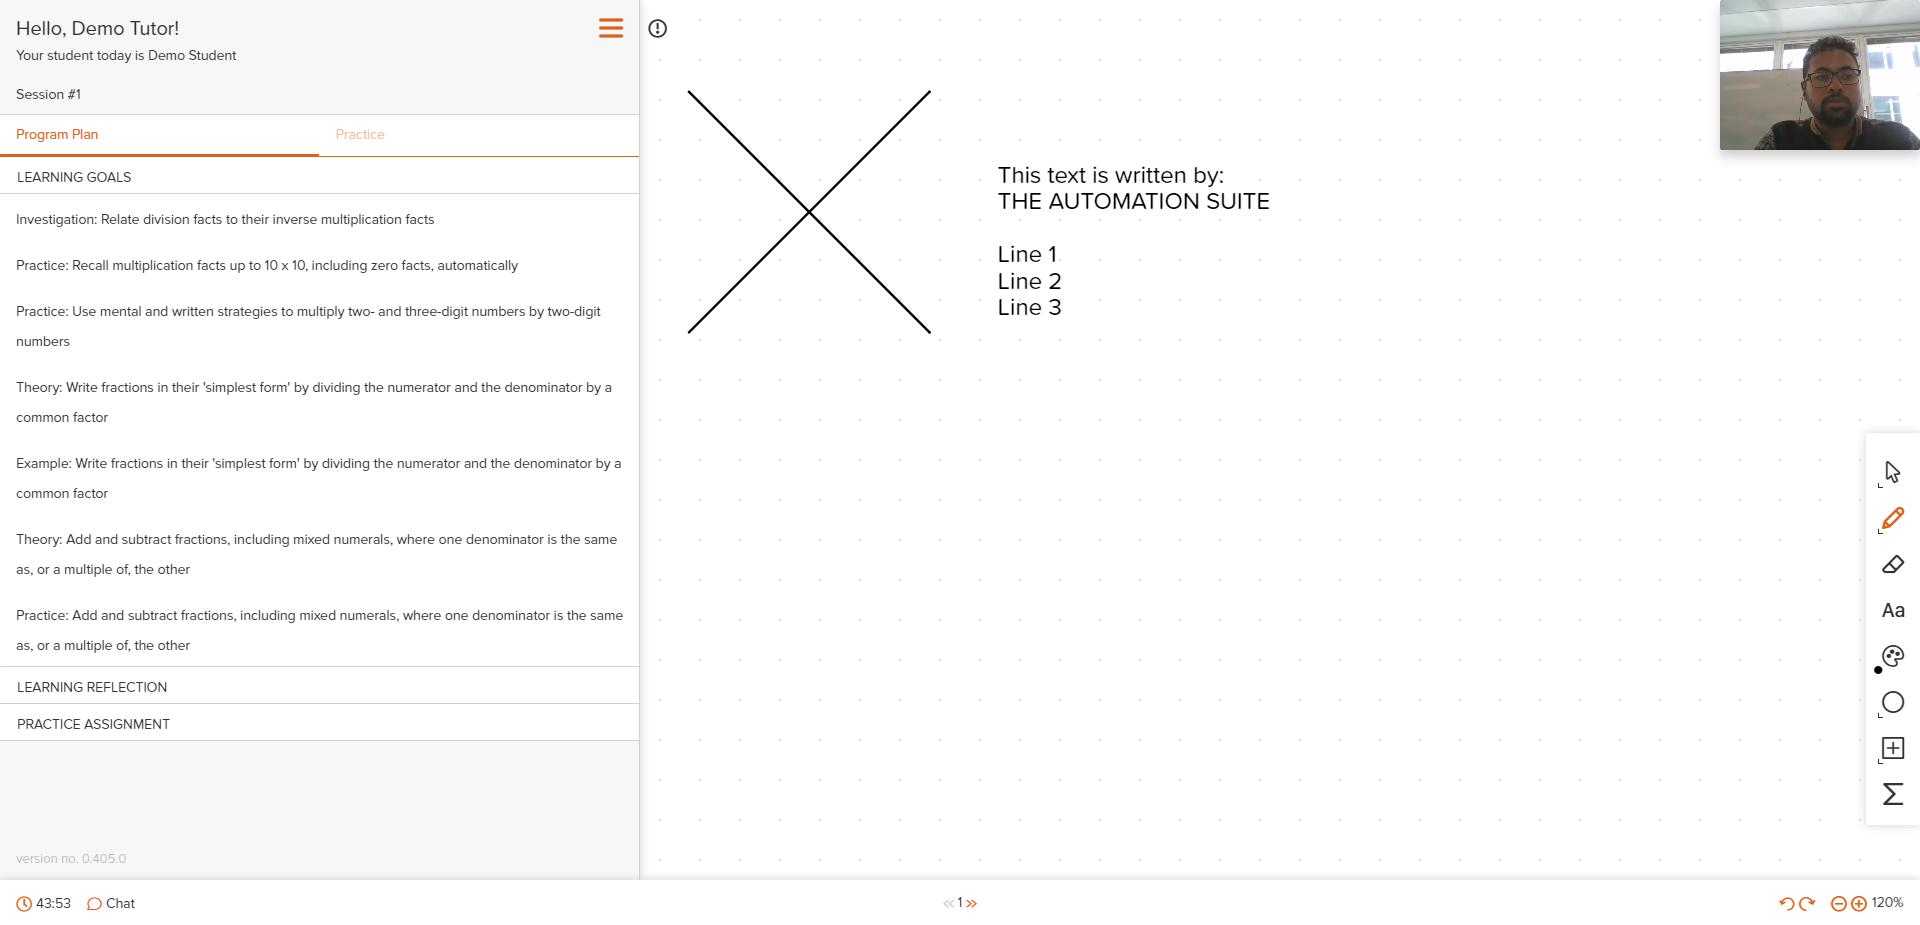 Hello, Demo Tutor!
Your student today is Demo Student
Session #1
Program Plan
Practice
LEARNING GOALS
Investigation: Relate division facts to their inverse multiplication facts
Practice: Recall multiplication facts up to 10 x 10, including zero facts, automatically
Practice: Use mental and written strategies to multiply two- and three-digit numbers by two-digit
numbers
Theory: Write fractions in their 'simplest form' by dividing the numerator and the denominator by a
common factor
Example: Write fractions in their 'simplest form' by dividing the numerator and the denominator by a
common factor
Theory: Add and subtract fractions, including mixed numerals, where one denominator is the same
as, or a multiple of, the other
Practice: Add and subtract fractions, including mixed numerals, where one denominator is the same
as, or a multiple of, the other
LEARNING REFLECTION
PRACTICE ASSIGNMENT
version no. 0.405.0
43:53 Chat
This text is written by:
THE AUTOMATION SUITE
Line 1
Line 2
Line 3
Aa
1
120%